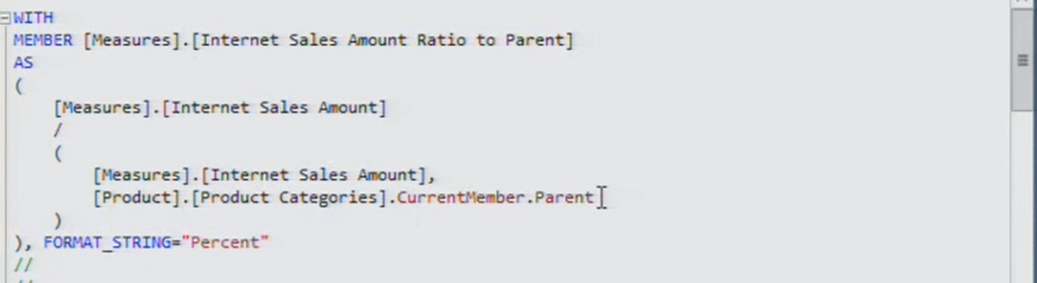 WITH
MEMBER [Measures].[Internet Sales Amount Ratio to Parent]
AS
(
[Measures].[Internet Sales Amount]
/
(
[Measures].[Internet Sales Amount],
[Product].[Product Categories].CurrentMember.Parent
)
), FORMAT_STRING="Percent"
//